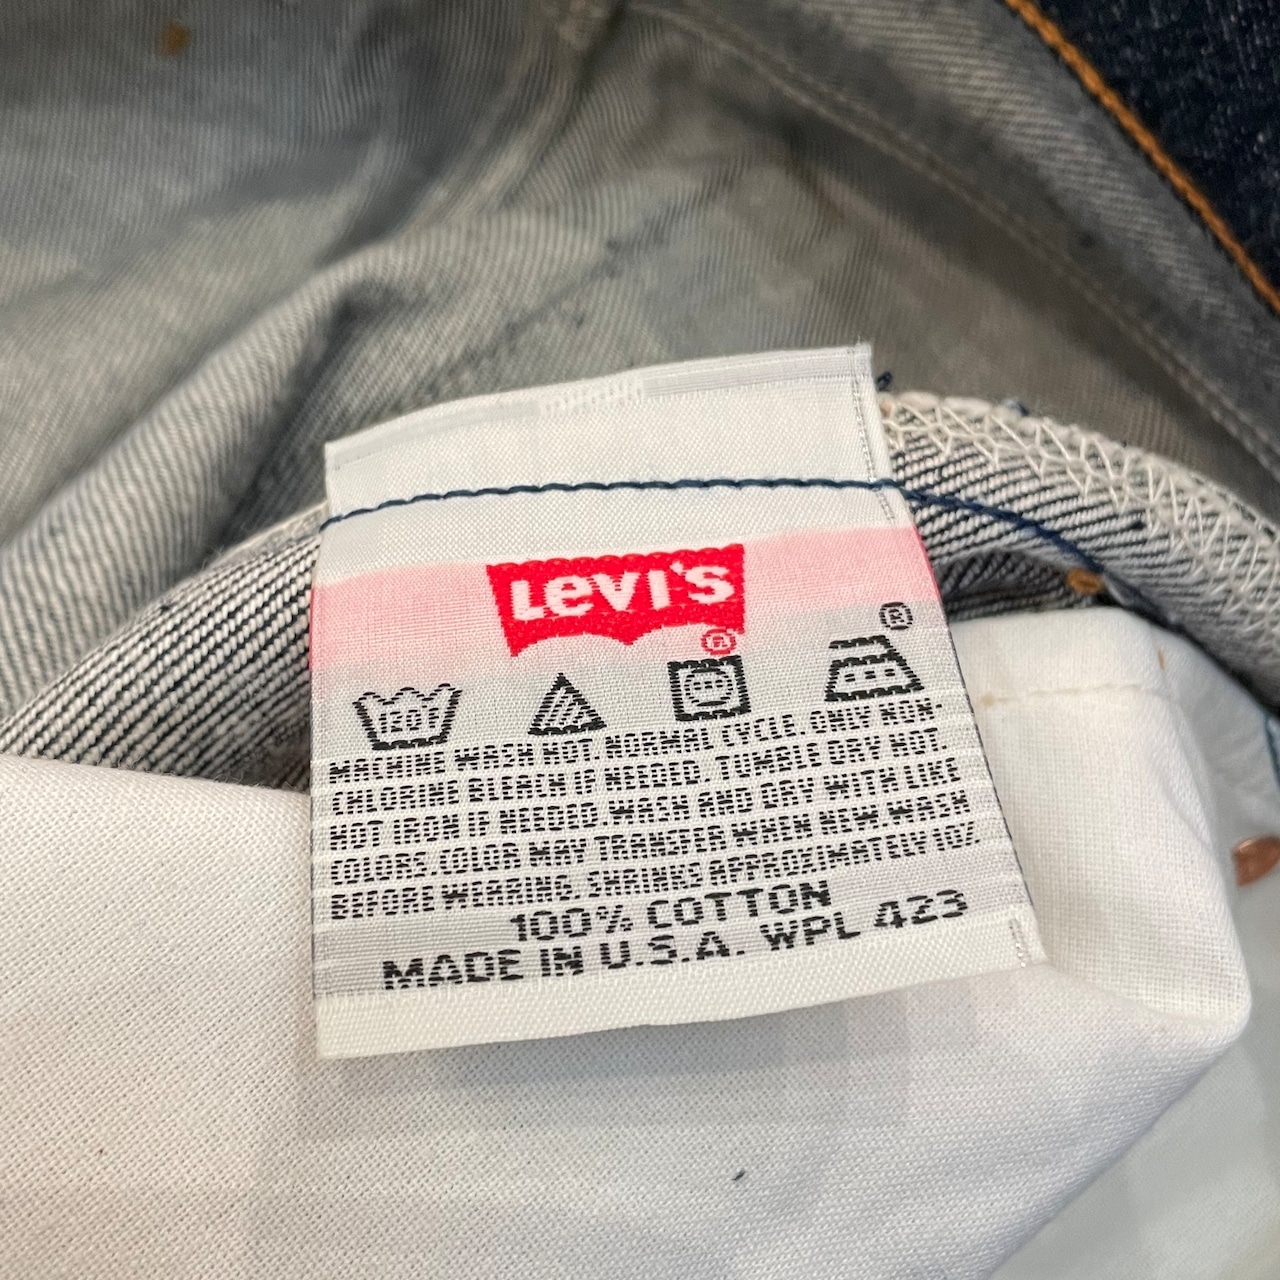 LEVI'S
®
®
120F
MACHINE WASH HOT. NORMAL CYCLE. ONLY NON-
CHLORINE BLEACH IF NEEDED. TUMBLE DRY HOT.
HOT IRON IF NEEDED. WASH AND DRY WITH LIKE
COLORS. COLOR MAY TRANSFER WHEN NEW. WASH
BEFORE WEARING. SHRINKS APPROXIMATELY 10%.
100% COTTON
MADE IN U.S.A. WPL 423